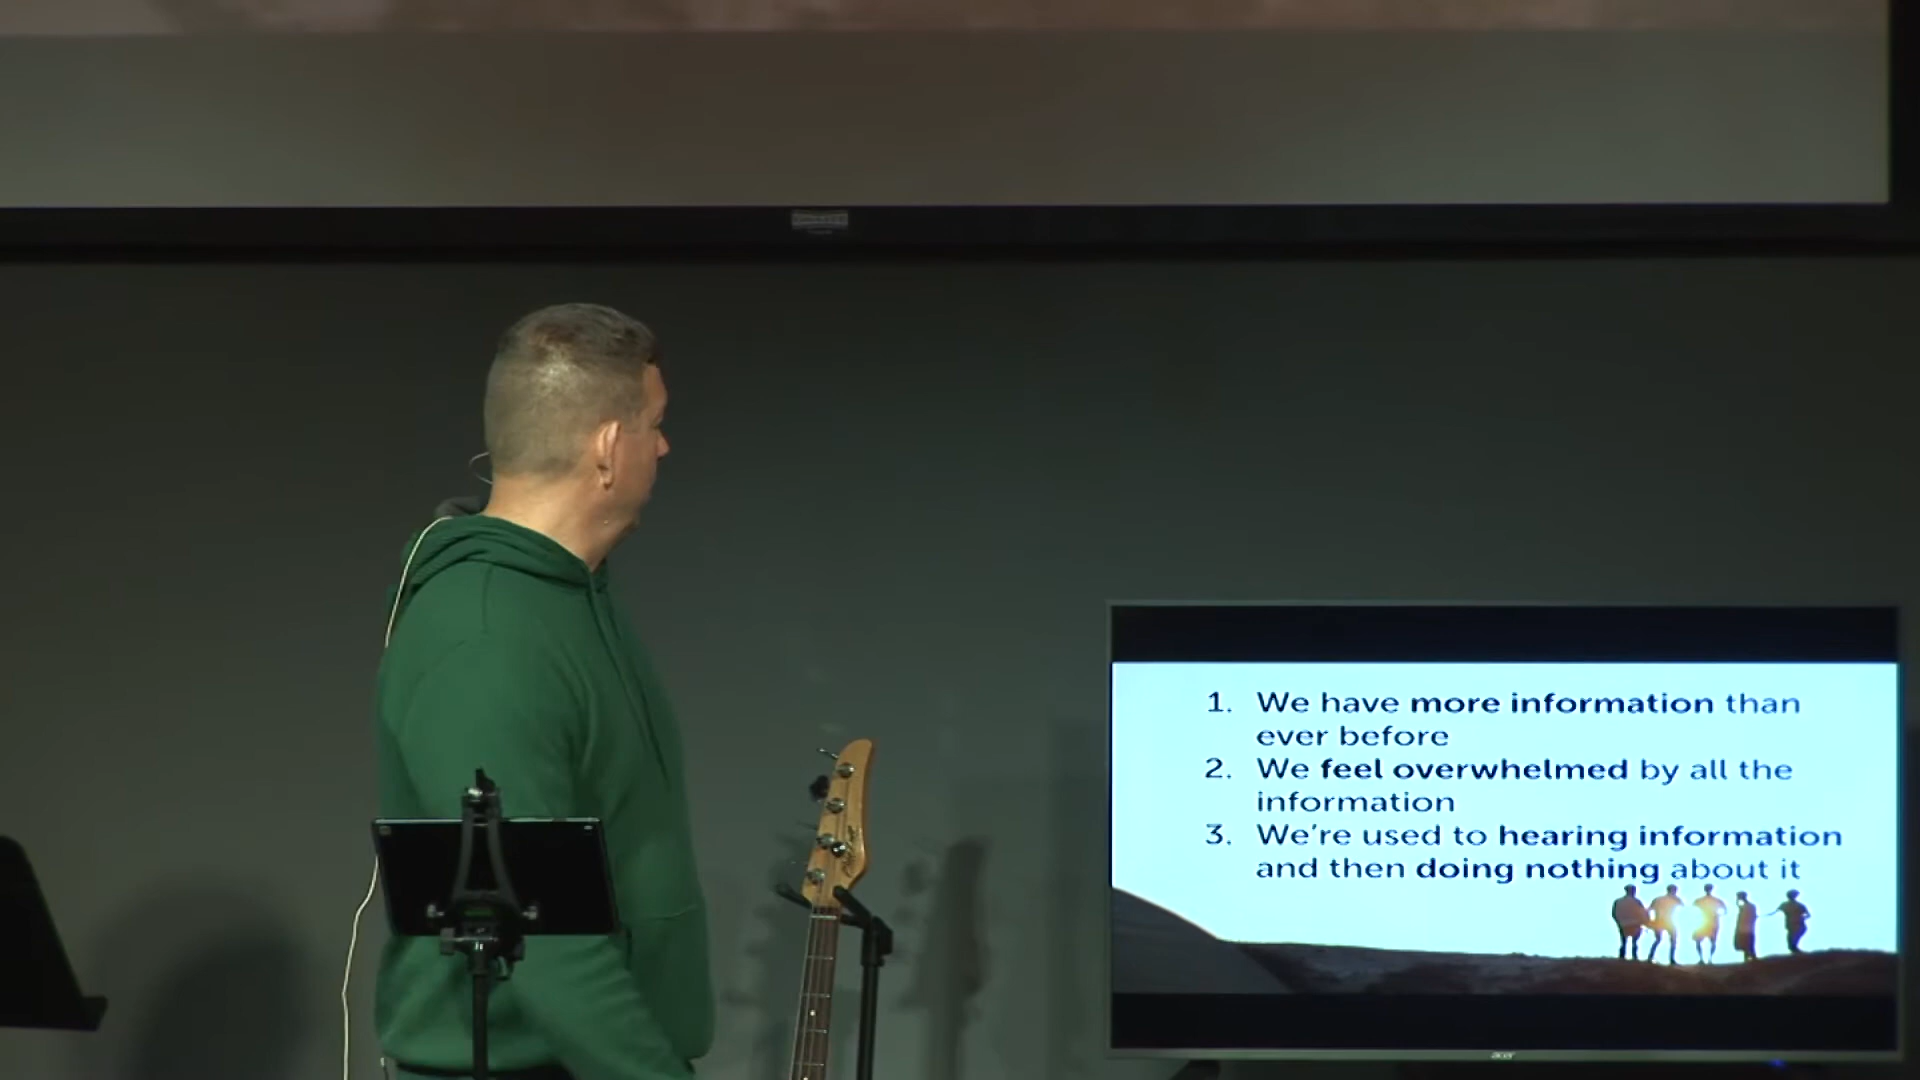 1. We have more information than
ever before
2. We feel overwhelmed by all the
information
3. We're used to hearing information
and then doing nothing about it
acer